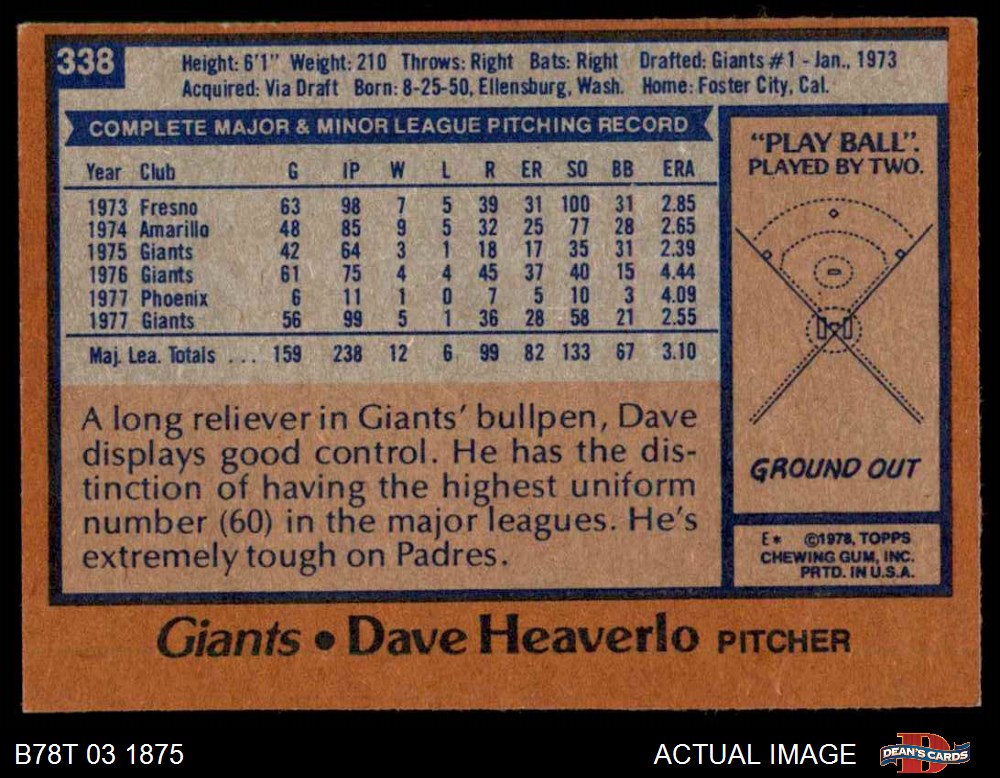 338
Height: 6'1" Weight: 210 Throws: Right Bats: Right Drafted: Giants #1 - Jan., 1973
Acquired: Via Draft Born: 8-25-50, Ellensburg, Wash. Home: Foster City, Cal.
COMPLETE MAJOR & MINOR LEAGUE PITCHING RECORD
Year Club G IP W L R ER SO BB ERA
1973 Fresno 63 98 7 5 39 31 100 31 2.85
1974 Amarillo 48 85 9 5 32 25 77 28 2.65
1975 Giants 42 64 3 1 18 17 35 31 2.39
1976 Giants 61 75 4 4 45 37 40 15 4.44
1977 Phoenix 6 11 1 0 7 5 10 3 4.09
1977 Giants 56 99 5 1 36 28 58 21 2.55
Maj. Lea. Totals ... 159 238 12 6 99 82 133 67 3.10
A long reliever in Giants' bullpen, Dave
displays good control. He has the dis-
tinction of having the highest uniform
number (60) in the major leagues. He's
extremely tough on Padres.
"PLAY BALL".
PLAYED BY TWO.
GROUND OUT
E* ©1978, TOPPS
CHEWING GUM, INC.
PRTD. IN U.S.A.
Giants • Dave Heaverlo PITCHER
B78T 03 1875
ACTUAL IMAGE
D
DEAN'S CARDS